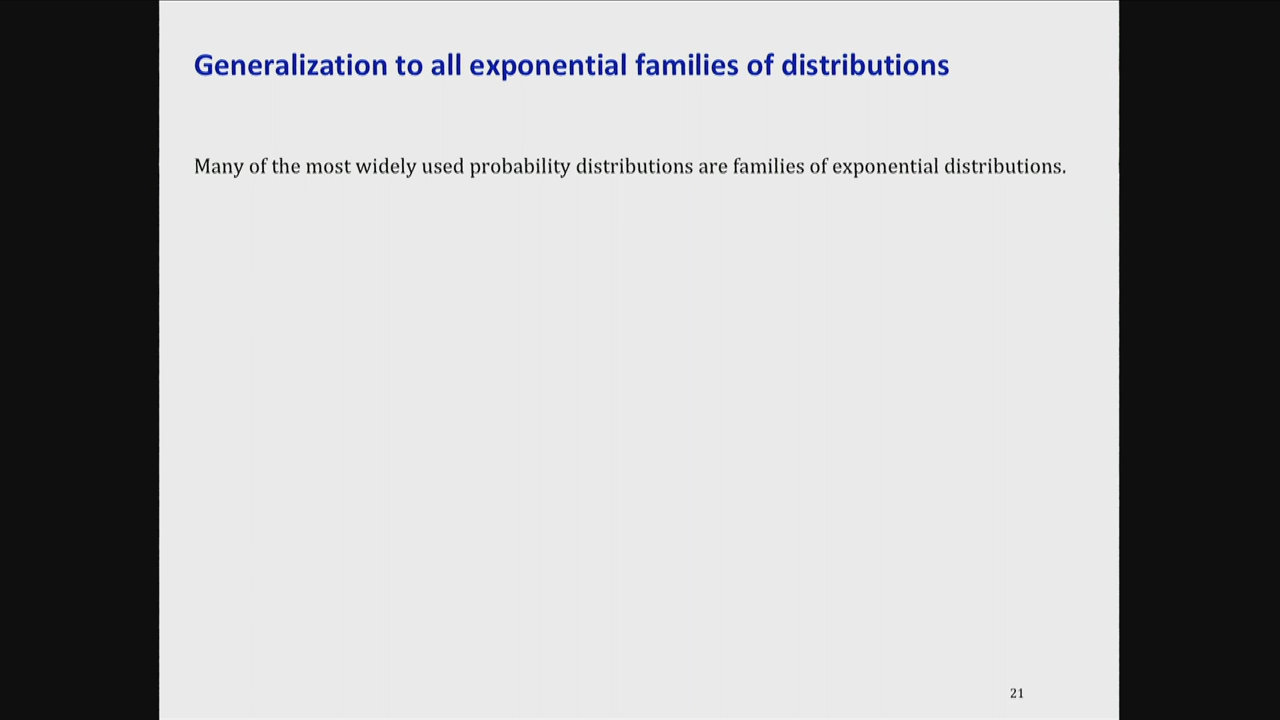 Generalization to all exponential families of distributions
Many of the most widely used probability distributions are families of exponential distributions.
21